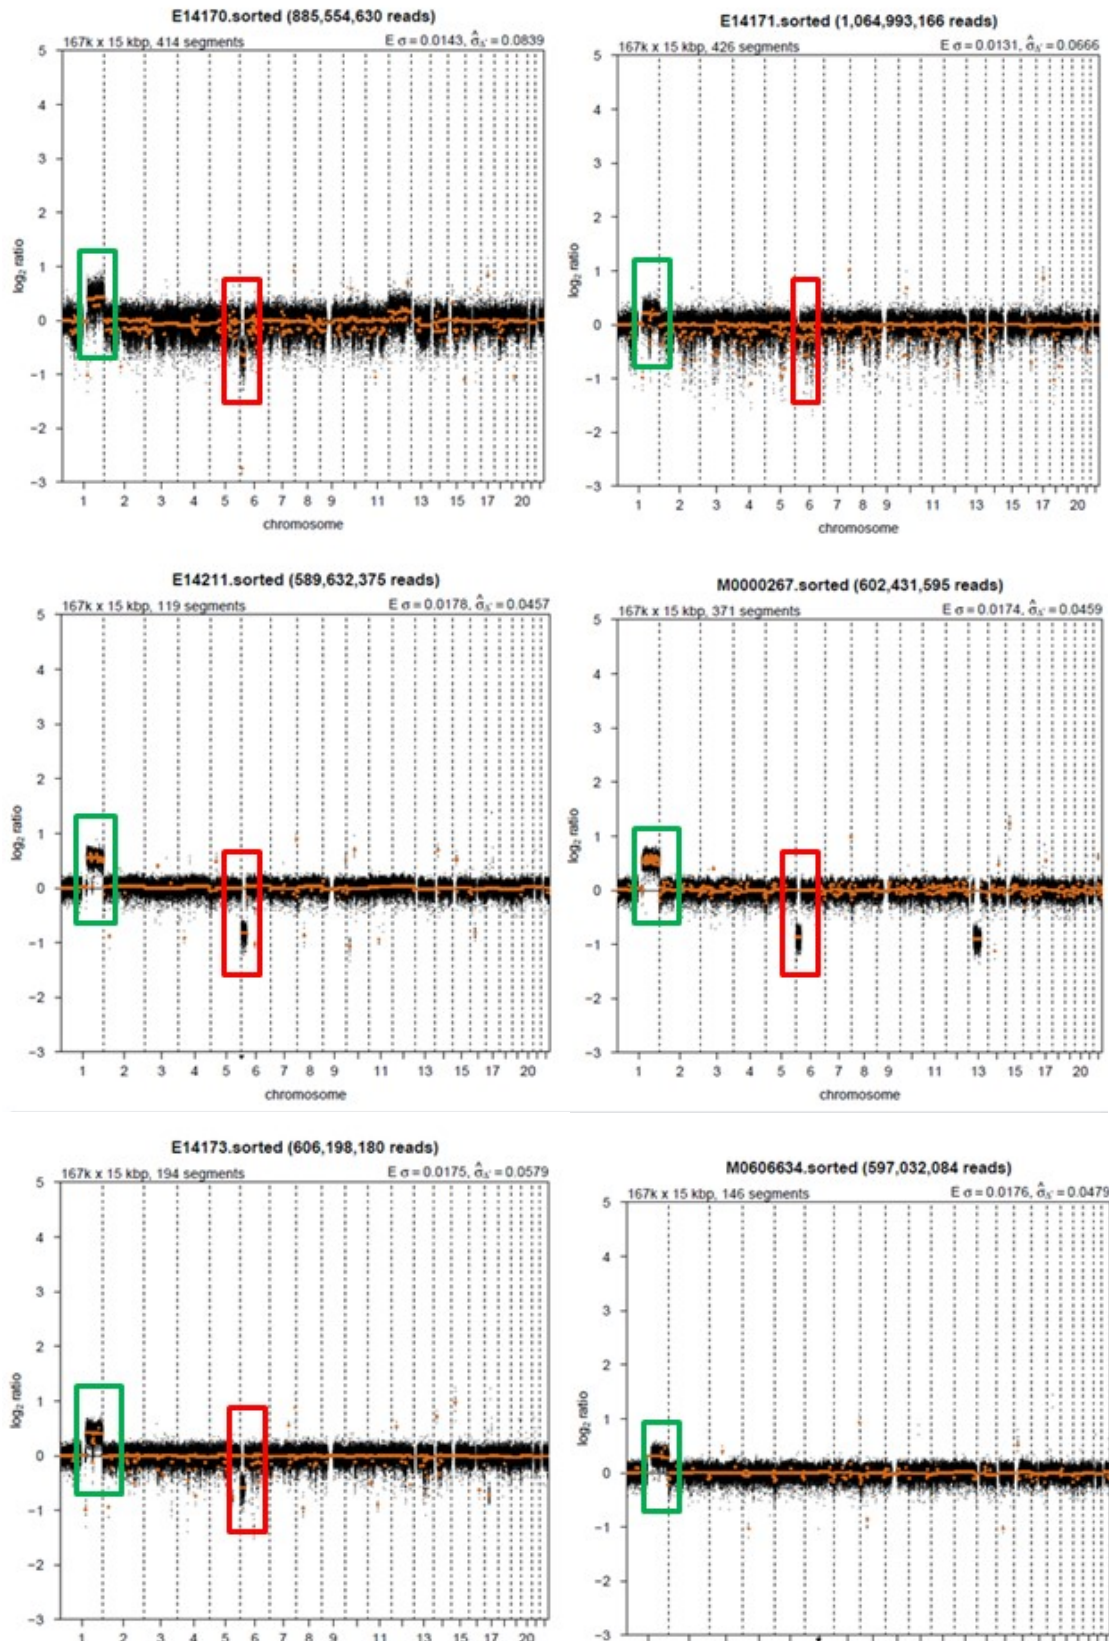 E14170.sorted (885,554,630 reads)
167k x 15 kbp, 414 segments
E σ = 0.0143, σ̂Δ' = 0.0839
5
4
3
2
1
0
−1
−2
−3
log2 ratio
1 2 3 4 5 6 7 8 9 11 13 15 17 20
chromosome
E14171.sorted (1,064,993,166 reads)
167k x 15 kbp, 426 segments
E σ = 0.0131, σ̂Δ' = 0.0666
5
4
3
2
1
0
−1
−2
−3
log2 ratio
1 2 3 4 5 6 7 8 9 11 13 15 17 20
chromosome
E14211.sorted (589,632,375 reads)
167k x 15 kbp, 119 segments
E σ = 0.0178, σ̂Δ' = 0.0457
5
4
3
2
1
0
−1
−2
−3
log2 ratio
1 2 3 4 5 6 7 8 9 11 13 15 17 20
chromosome
M0000267.sorted (602,431,595 reads)
167k x 15 kbp, 371 segments
E σ = 0.0174, σ̂Δ' = 0.0459
5
4
3
2
1
0
−1
−2
−3
log2 ratio
1 2 3 4 5 6 7 8 9 11 13 15 17 20
chromosome
E14173.sorted (606,198,180 reads)
167k x 15 kbp, 194 segments
E σ = 0.0175, σ̂Δ' = 0.0579
5
4
3
2
1
0
−1
−2
−3
log2 ratio
1 2 3 4 5 6 7 8 9 11 13 15 17 20
M0606634.sorted (597,032,084 reads)
167k x 15 kbp, 146 segments
E σ = 0.0176, σ̂Δ' = 0.0479
5
4
3
2
1
0
−1
−2
−3
log2 ratio